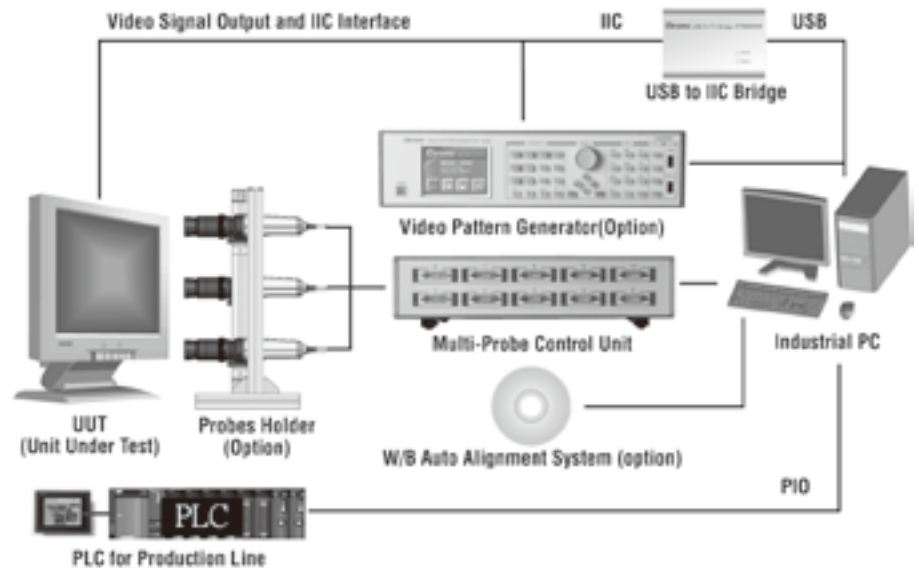 Video Signal Output and IIC Interface
IIC
USB
USB to IIC Bridge
Video Pattern Generator(Option)
Multi-Probe Control Unit
Industrial PC
UUT
(Unit Under Test)
Probes Holder
(Option)
W/B Auto Alignment System (option)
PIO
PLC
PLC for Production Line